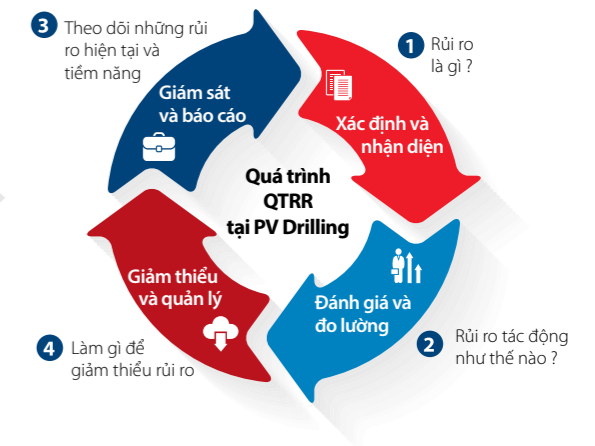 3 Theo dõi những rủi
ro hiện tại và
tiềm năng
Giám sát
và báo cáo
1 Rủi ro
là gì ?
Xác định và
nhận diện
Quá trình
QTRR
tại PV Drilling
Giảm thiểu
và quản lý
Đánh giá và
đo lường
4 Làm gì để
giảm thiểu rủi ro
2 Rủi ro tác động
như thế nào ?